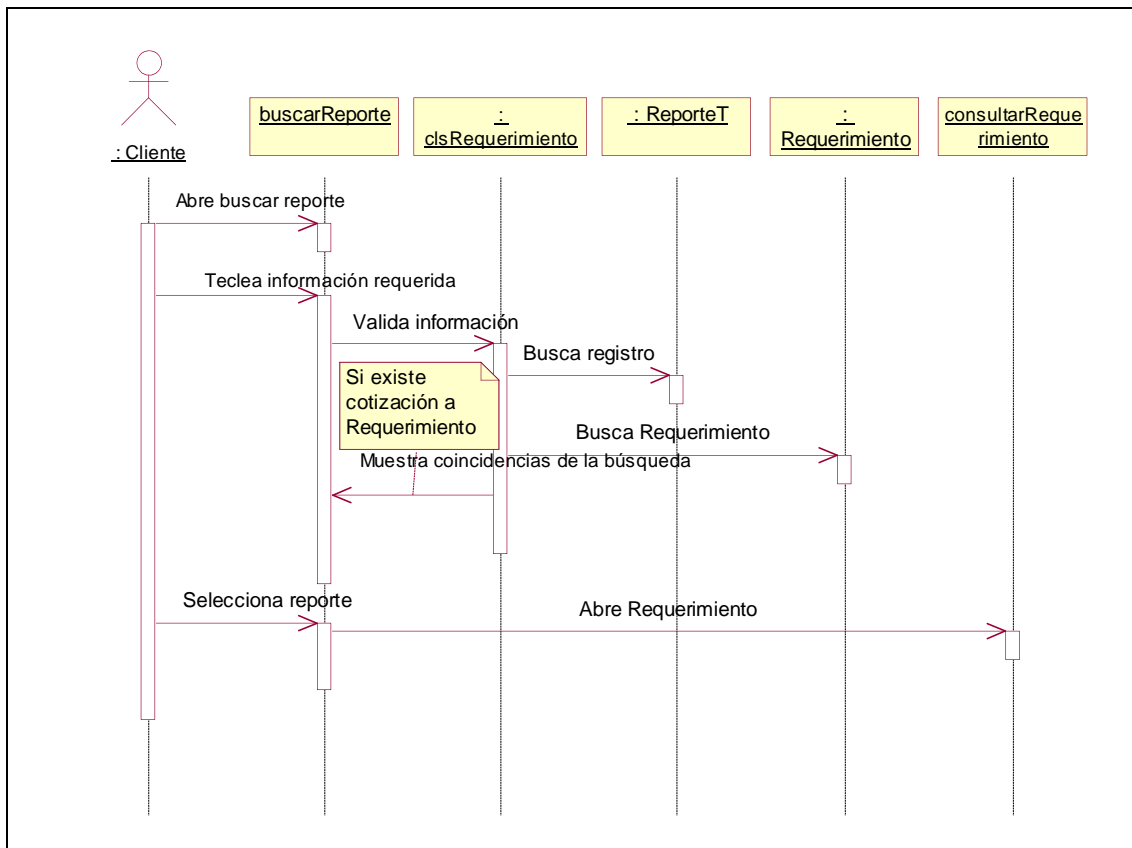 : Cliente
buscarReporte
:
clsRequerimiento
: ReporteT
:
Requerimiento
consultarReque
rimiento
Abre buscar reporte
Teclea información requerida
Valida información
Busca registro
Si existe
cotización a
Requerimiento
Busca Requerimiento
Muestra coincidencias de la búsqueda
Selecciona reporte
Abre Requerimiento